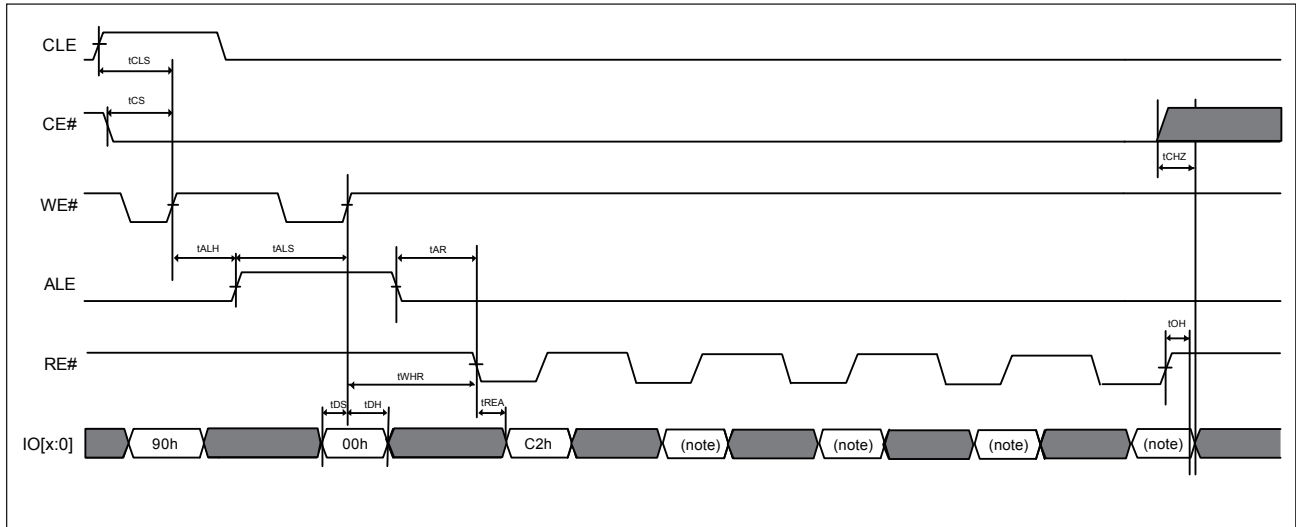 CLE
tCLS
tCS
CE#
tCHZ
WE#
tALH tALS tAR
ALE
tOH
RE#
tWHR
tDS tDH tREA
IO[x:0] 90h 00h C2h (note) (note) (note) (note)